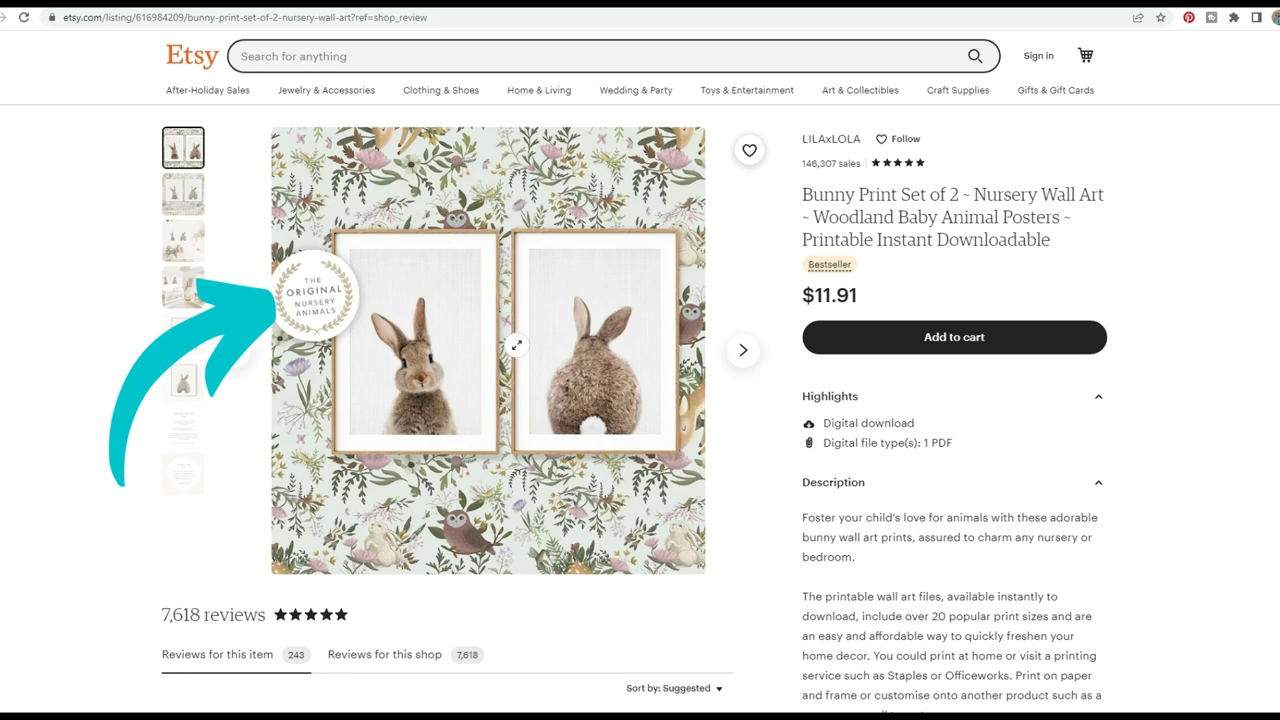 etsy.com/listing/616984209/bunny-print-set-of-2-nursery-wall-art?ref=shop_review
Etsy
Search for anything
Sign in
After-Holiday Sales
Jewelry & Accessories
Clothing & Shoes
Home & Living
Wedding & Party
Toys & Entertainment
Art & Collectibles
Craft Supplies
Gifts & Gift Cards
THE
ORIGINAL
NURSERY
ANIMALS
LILAxLOLA
Follow
146,307 sales
Bunny Print Set of 2 ~ Nursery Wall Art
~ Woodland Baby Animal Posters ~
Printable Instant Downloadable
Bestseller
$11.91
Add to cart
Highlights
Digital download
Digital file type(s): 1 PDF
Description
Foster your child's love for animals with these adorable
bunny wall art prints, assured to charm any nursery or
bedroom.
The printable wall art files, available instantly to
download, include over 20 popular print sizes and are
an easy and affordable way to quickly freshen your
home decor. You could print at home or visit a printing
service such as Staples or Officeworks. Print on paper
and frame or customise onto another product such as a
7,618 reviews
Reviews for this item 243
Reviews for this shop 7,618
Sort by: Suggested